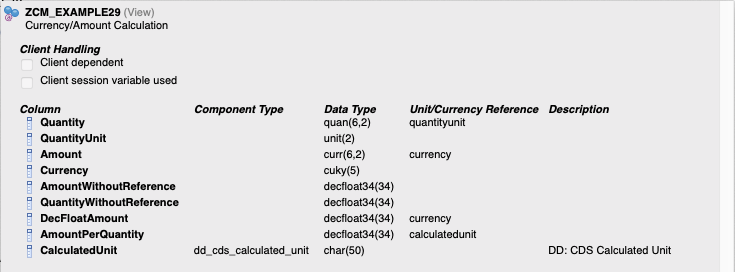 ZCM_EXAMPLE29 (View)
Currency/Amount Calculation
Client Handling
Client dependent
Client session variable used
Column Component Type Data Type Unit/Currency Reference Description
Quantity quan(6,2) quantityunit
QuantityUnit unit(2)
Amount curr(6,2) currency
Currency cuky(5)
AmountWithoutReference decfloat34(34)
QuantityWithoutReference decfloat34(34)
DecFloatAmount decfloat34(34) currency
AmountPerQuantity decfloat34(34) calculatedunit
CalculatedUnit dd_cds_calculated_unit char(50) DD: CDS Calculated Unit